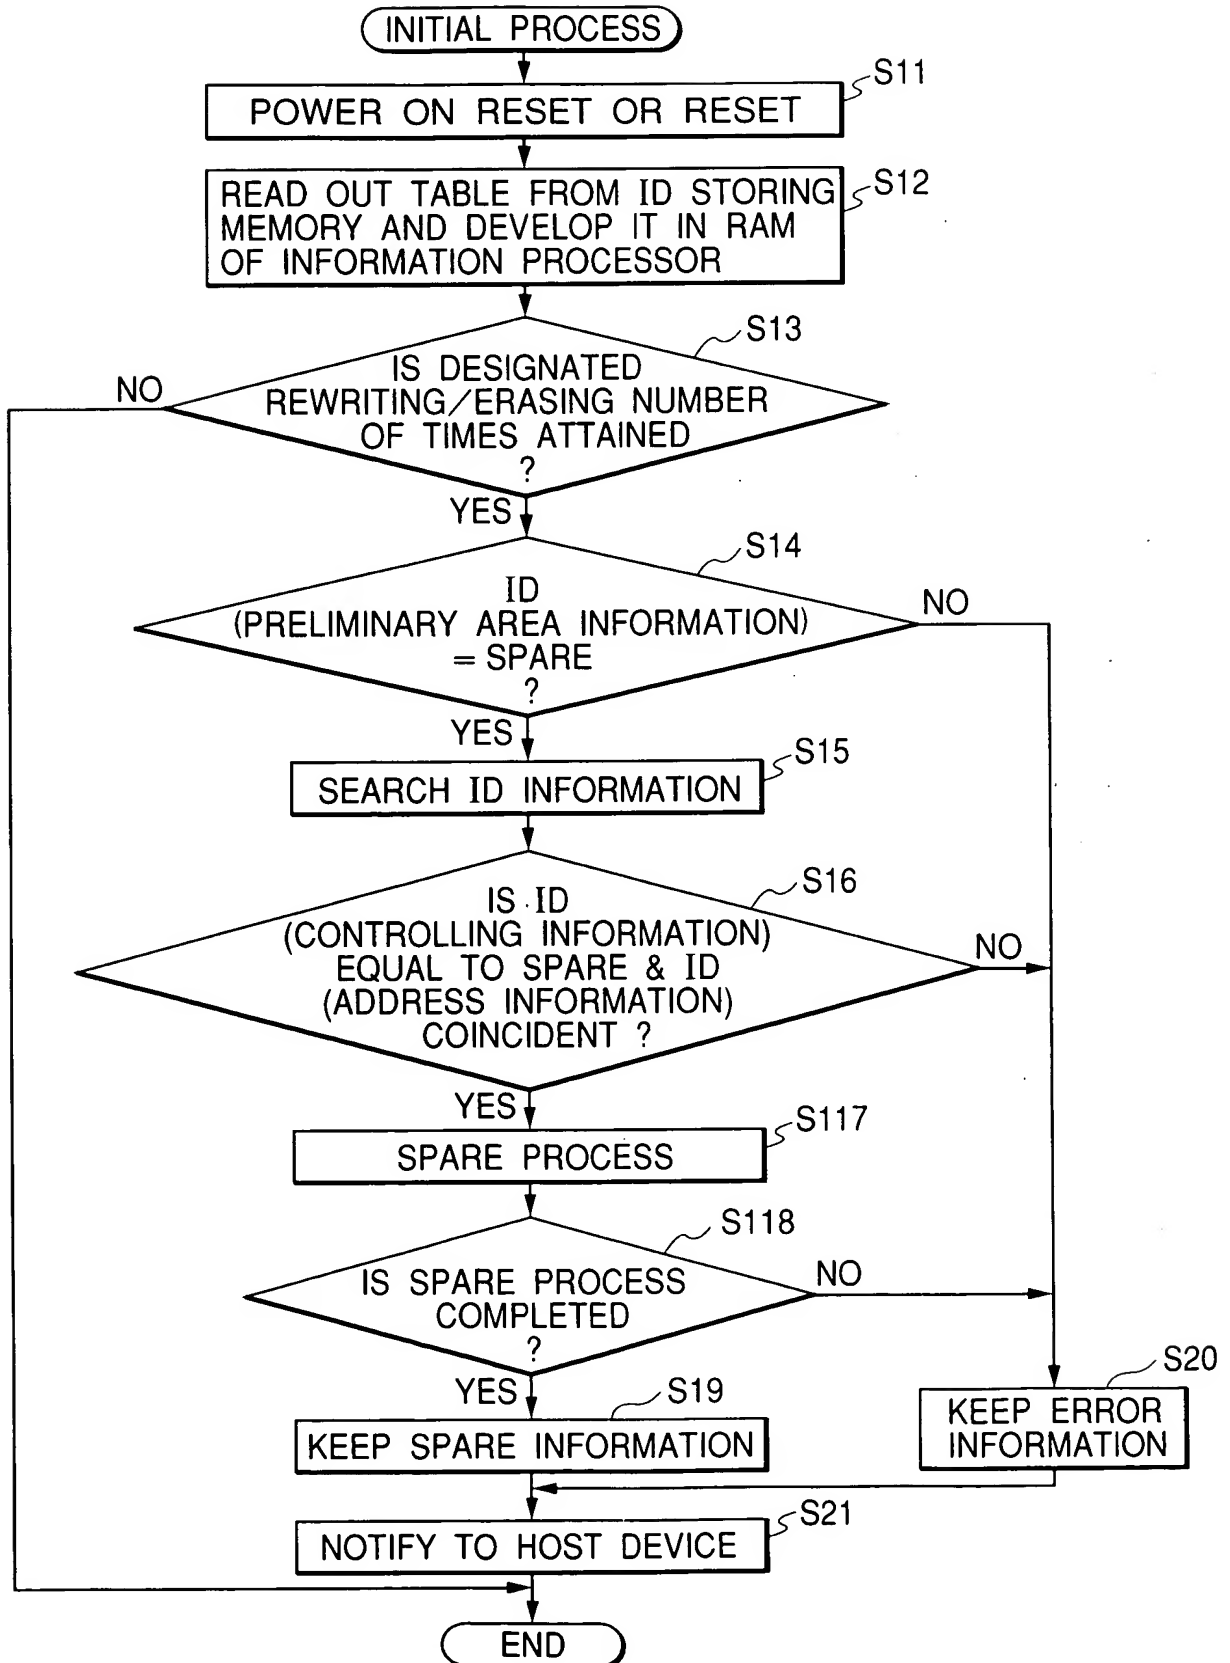 INITIAL PROCESS
S11
POWER ON RESET OR RESET
S12
READ OUT TABLE FROM ID STORING
MEMORY AND DEVELOP IT IN RAM
OF INFORMATION PROCESSOR
S13
IS DESIGNATED
NO
REWRITING/ERASING NUMBER
OF TIMES ATTAINED
?
YES
S14
ID
NO
(PRELIMINARY AREA INFORMATION)
= SPARE
?
YES
S15
SEARCH ID INFORMATION
S16
IS ID
(CONTROLLING INFORMATION)
NO
EQUAL TO SPARE & ID
(ADDRESS INFORMATION)
COINCIDENT ?
YES
S117
SPARE PROCESS
S118
IS SPARE PROCESS
NO
COMPLETED
?
YES
S19
S20
KEEP SPARE INFORMATION
KEEP ERROR
INFORMATION
S21
NOTIFY TO HOST DEVICE
END